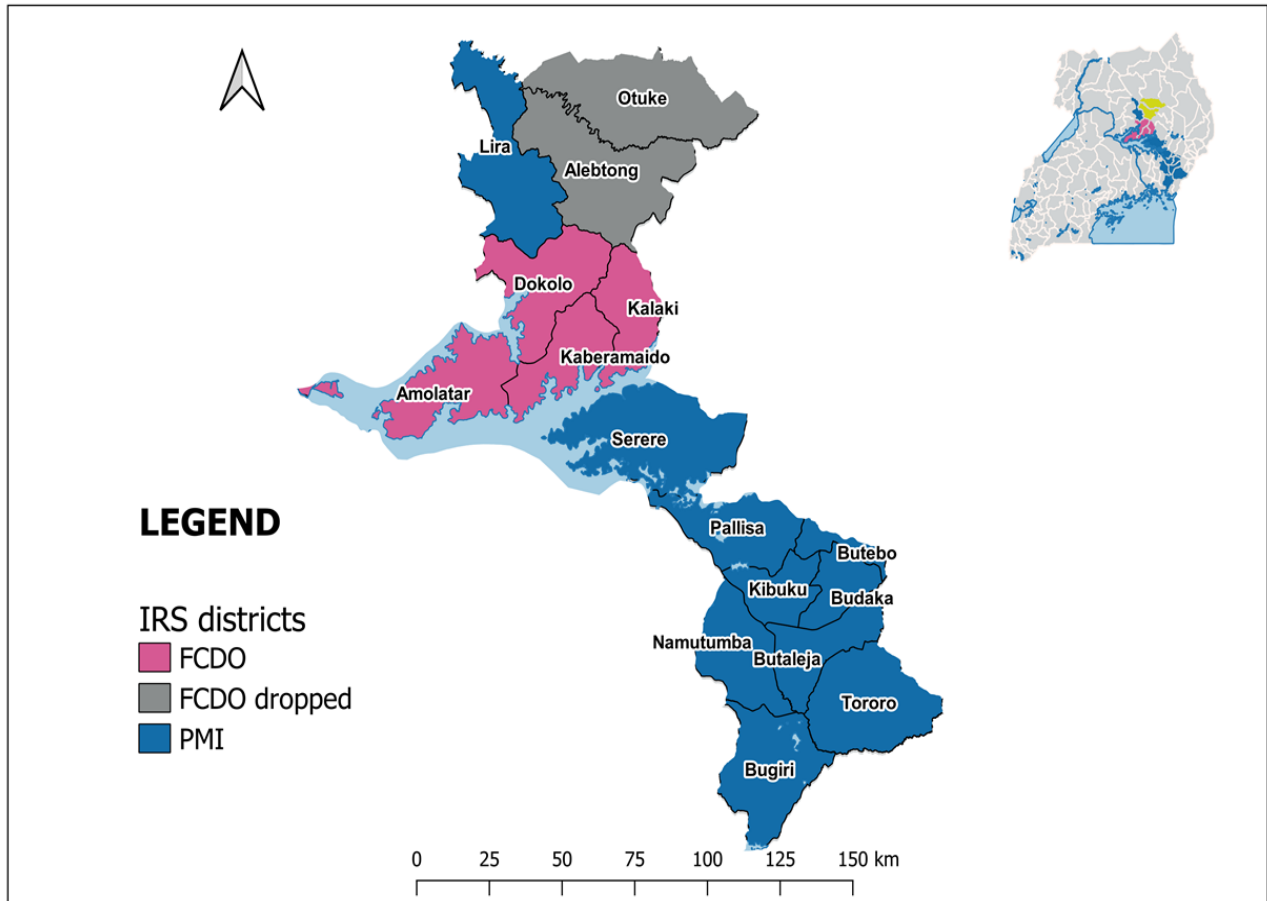 Otuke
Lira
Alebtong
Dokolo
Kalaki
Kaberamaido
Amolatar
Serere
LEGEND
Pallisa
Butebo
Kibuku
Budaka
IRS districts
Namutumba
FCDO
Butaleja
FCDO dropped
Tororo
PMI
Bugiri
0 25 50 75 100 125 150 km